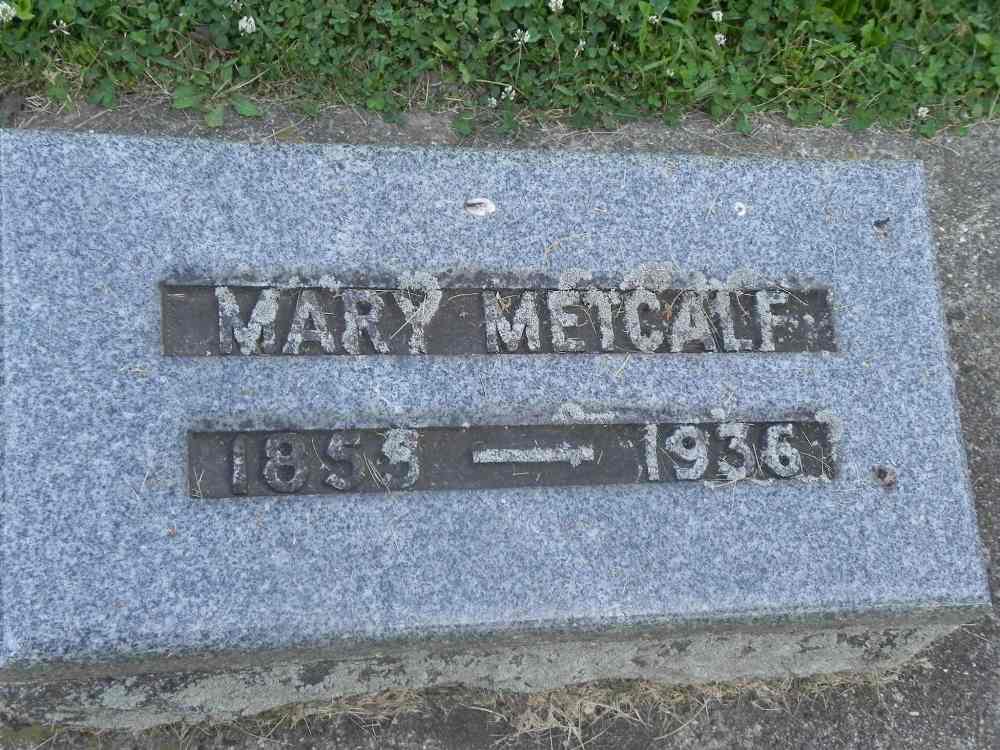 MARY METCALF
1853 — 1936